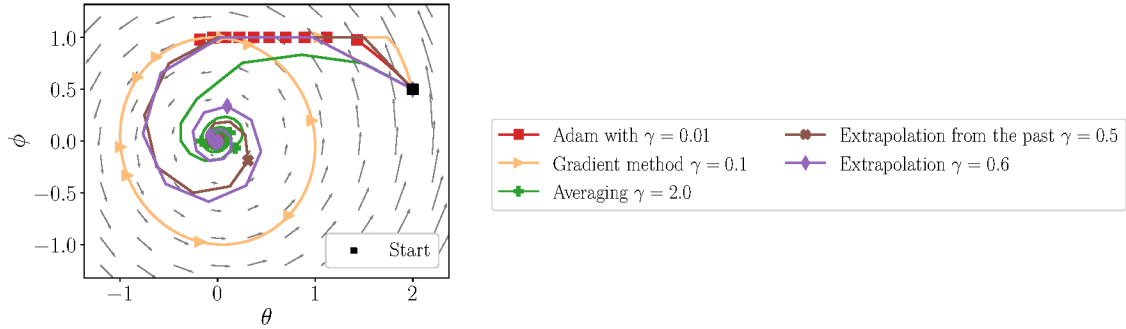 1.0
0.5
0.0
−0.5
−1.0
ϕ
−1
0
1
2
θ
Start
Adam with γ = 0.01
Gradient method γ = 0.1
Averaging γ = 2.0
Extrapolation from the past γ = 0.5
Extrapolation γ = 0.6